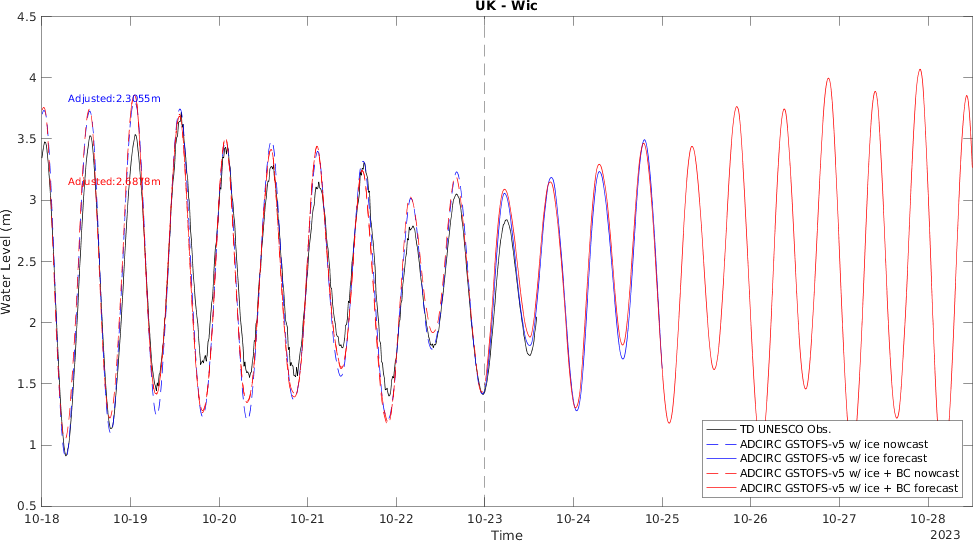 UK - Wic
4.5
4
3.5
3
2.5
2
1.5
1
0.5
Water Level (m)
Adjusted:2.3055m
Adjusted:2.6878m
TD UNESCO Obs.
ADCIRC GSTOFS-v5 w/ ice nowcast
ADCIRC GSTOFS-v5 w/ ice forecast
ADCIRC GSTOFS-v5 w/ ice + BC nowcast
ADCIRC GSTOFS-v5 w/ ice + BC forecast
10-18 10-19 10-20 10-21 10-22 10-23 10-24 10-25 10-26 10-27 10-28
Time
2023